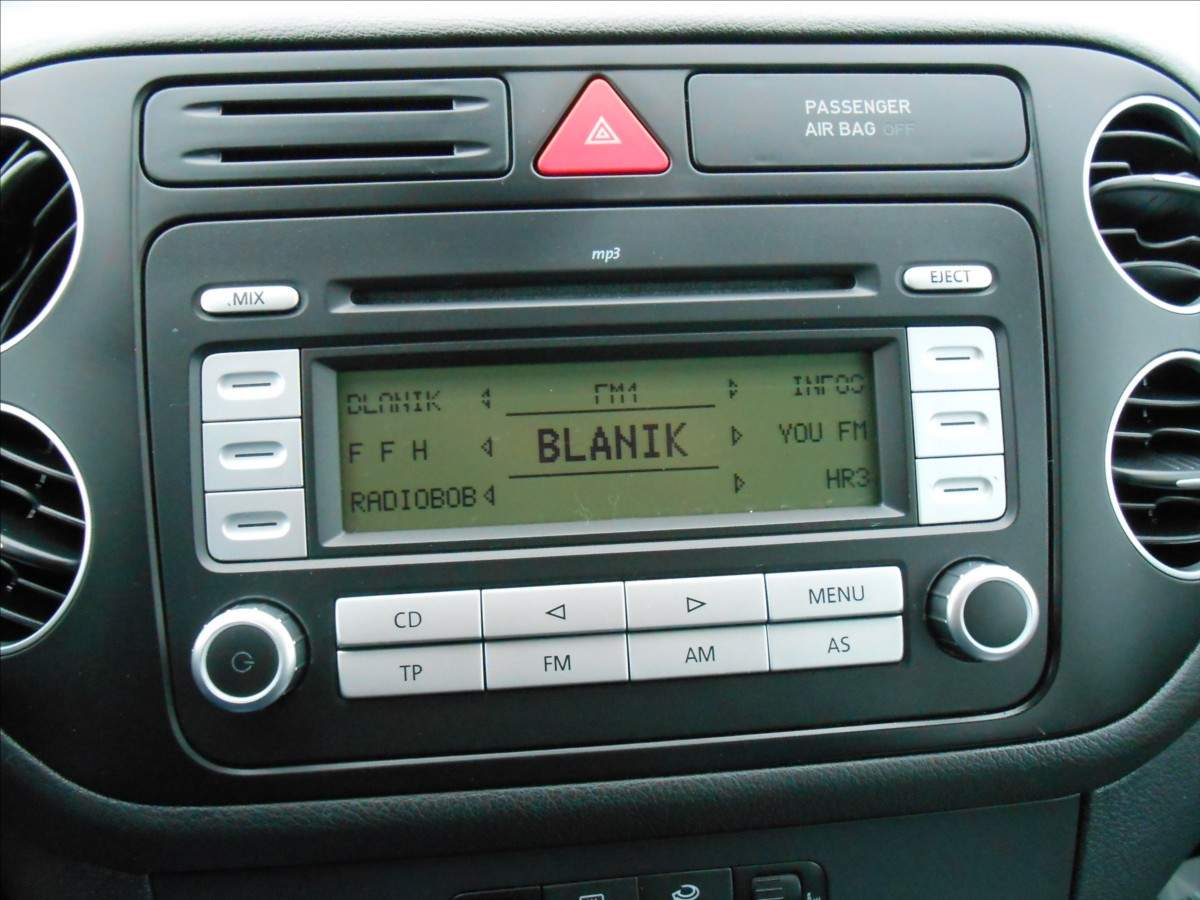 PASSENGER
AIR BAG OFF
mp3
MIX
EJECT
BLANIK FM1 INFOS
F F H BLANIK YOU FM
RADIOBOB HR3
CD MENU
TP FM AM AS